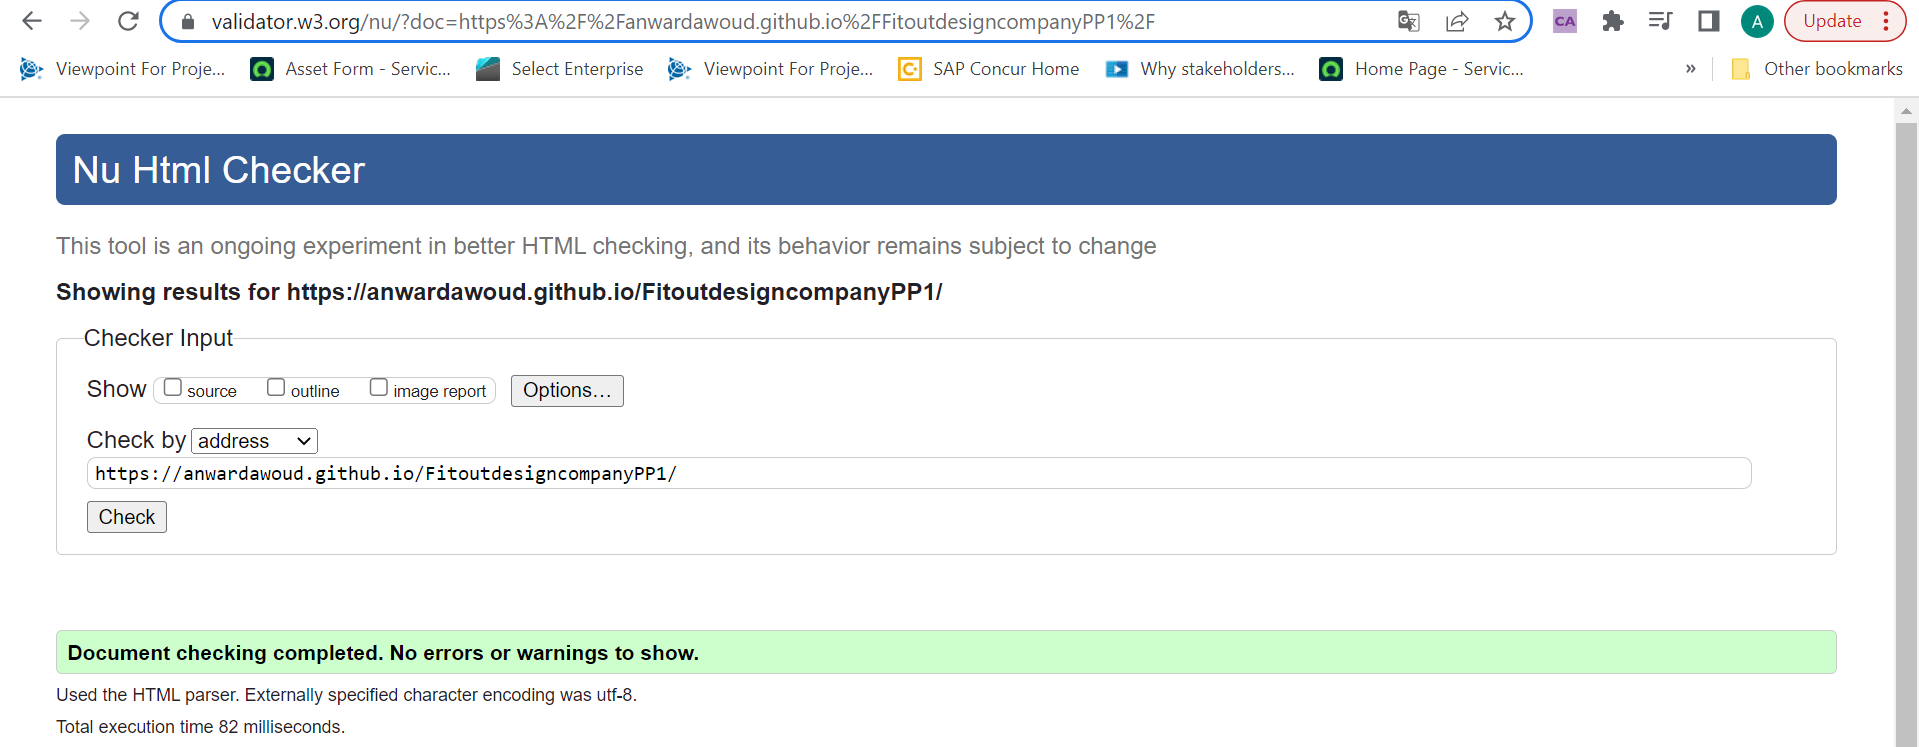 validator.w3.org/nu/?doc=https%3A%2F%2Fanwardawoud.github.io%2FFitoutdesigncompanyPP1%2F
CA
A
Update
Viewpoint For Proje...
Asset Form - Servic...
Select Enterprise
Viewpoint For Proje...
SAP Concur Home
Why stakeholders...
Home Page - Servic...
»
Other bookmarks
Nu Html Checker
This tool is an ongoing experiment in better HTML checking, and its behavior remains subject to change
Showing results for https://anwardawoud.github.io/FitoutdesigncompanyPP1/
Checker Input
Show source outline image report Options...
Check by address
https://anwardawoud.github.io/FitoutdesigncompanyPP1/
Check
Document checking completed. No errors or warnings to show.
Used the HTML parser. Externally specified character encoding was utf-8.
Total execution time 82 milliseconds.